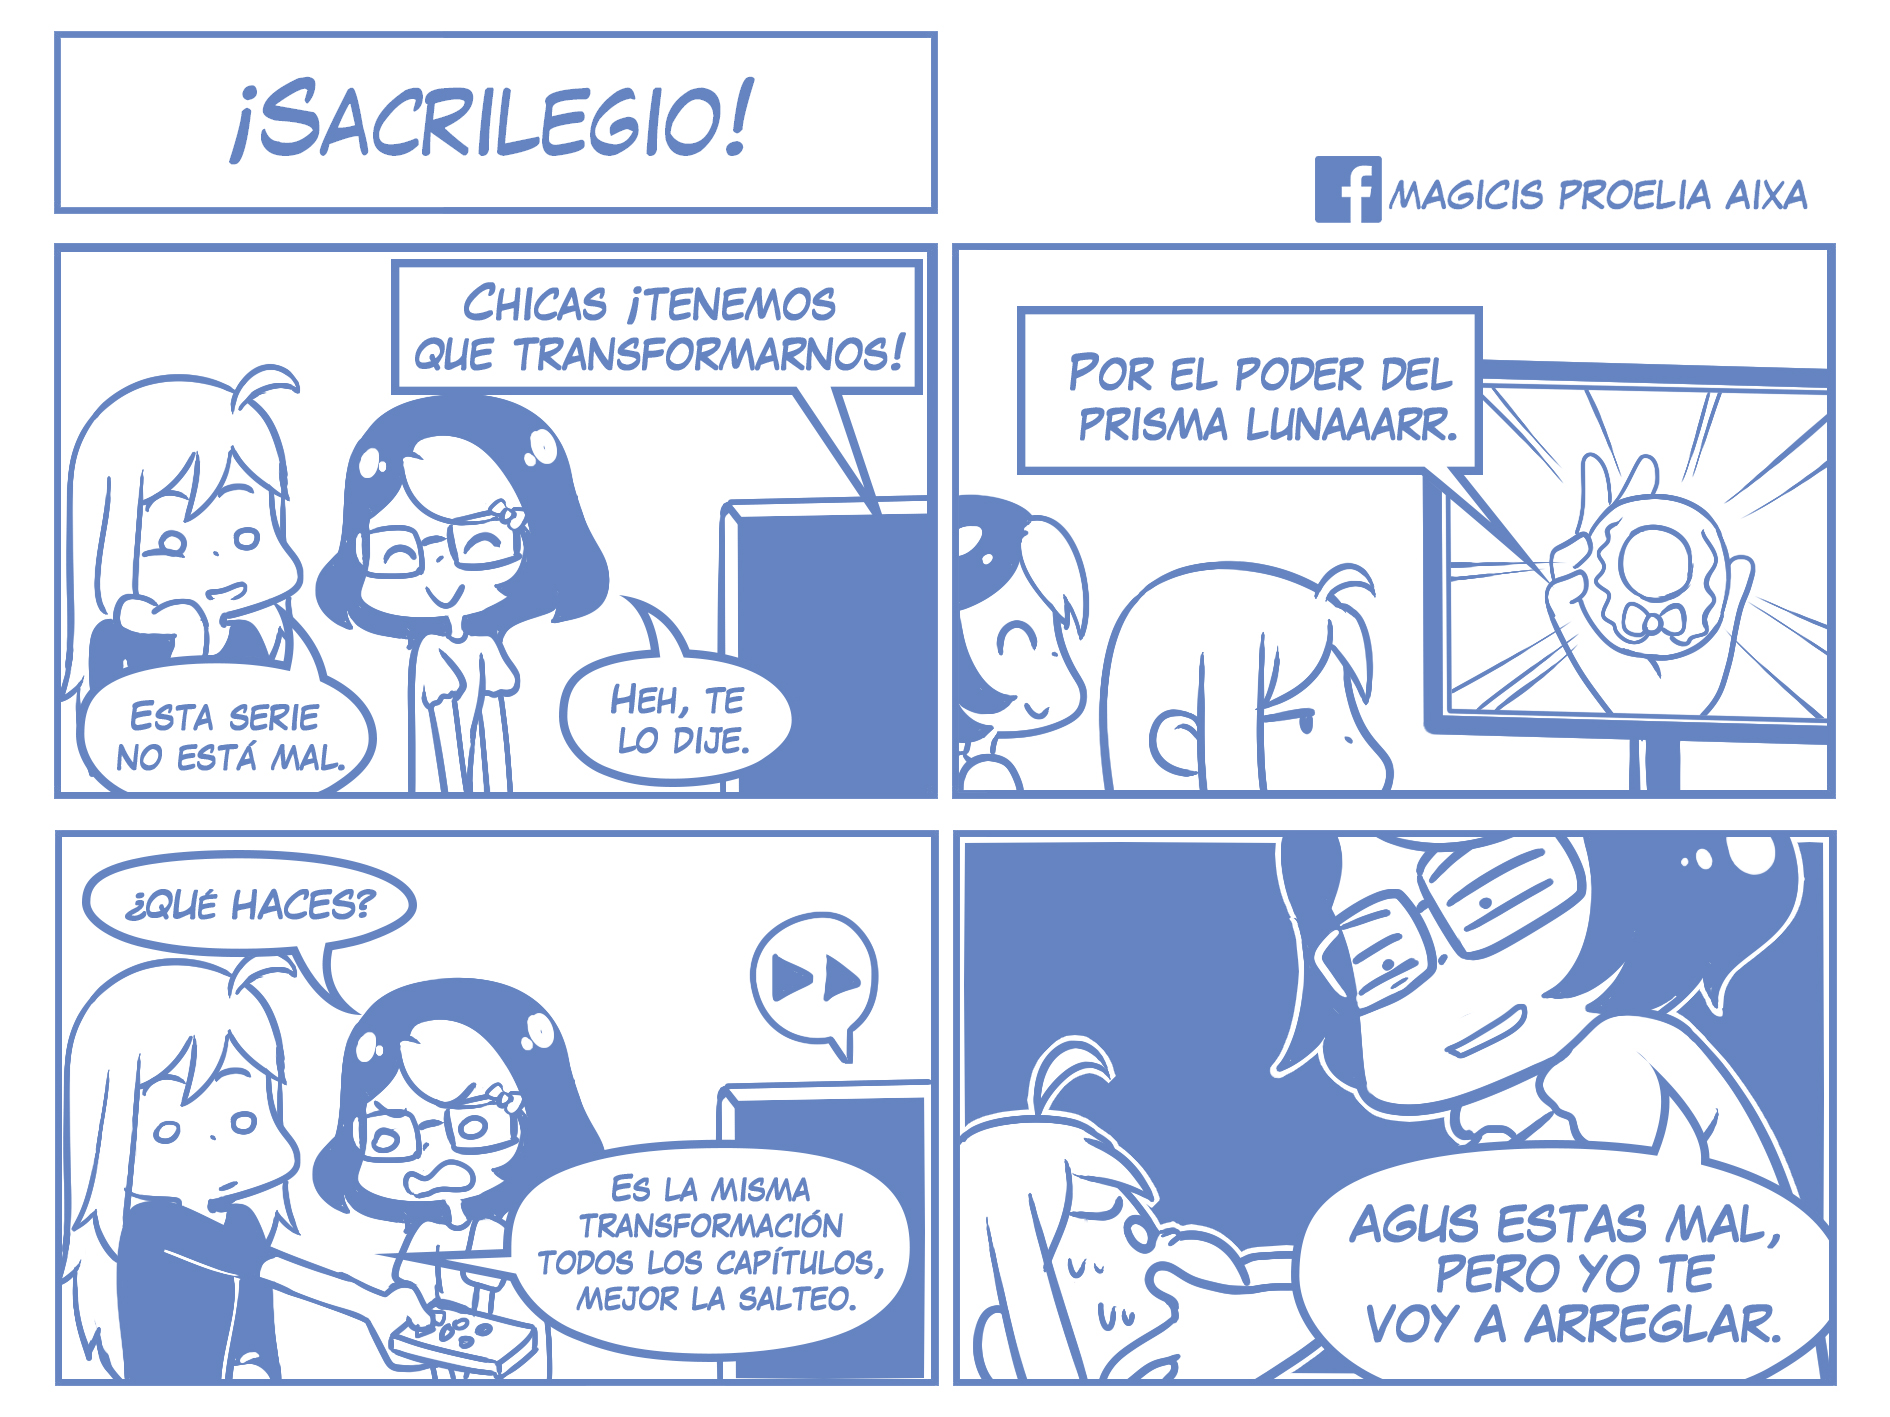 ¡SACRILEGIO!
MAGICIS PROELIA AIXA
CHICAS ¡TENEMOS
QUE TRANSFORMARNOS!
ESTA SERIE
NO ESTÁ MAL.
HEH, TE
LO DIJE.
POR EL PODER DEL
PRISMA LUNAAARR.
¿QUÉ HACES?
ES LA MISMA
TRANSFORMACIÓN
TODOS LOS CAPÍTULOS,
MEJOR LA SALTEO.
AGUS ESTAS MAL,
PERO YO TE
VOY A ARREGLAR.